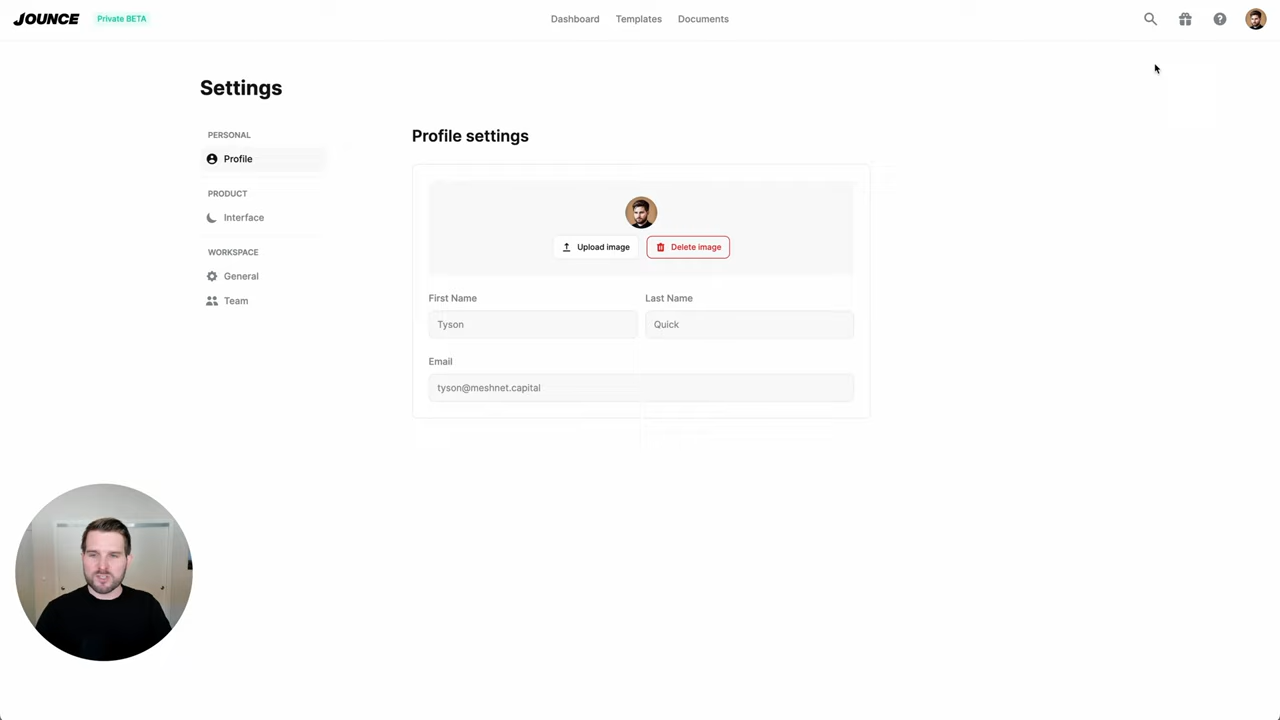 JOUNCE Private BETA Dashboard Templates Documents
Settings
PERSONAL
Profile
PRODUCT
Interface
WORKSPACE
General
Team
Profile settings
Upload image Delete image
First Name Last Name
Tyson Quick
Email
tyson@meshnet.capital